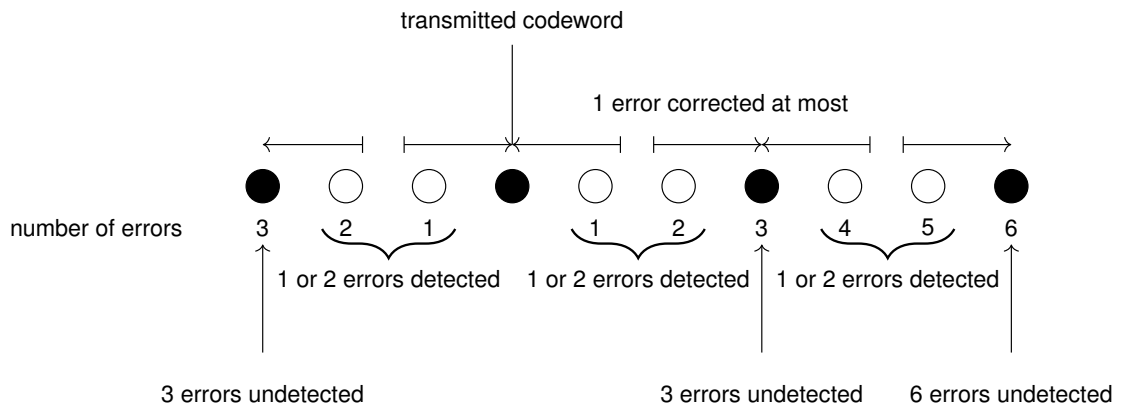 transmitted codeword
1 error corrected at most
number of errors 3 2 1 1 2 3 4 5 6
1 or 2 errors detected 1 or 2 errors detected 1 or 2 errors detected
3 errors undetected 3 errors undetected 6 errors undetected